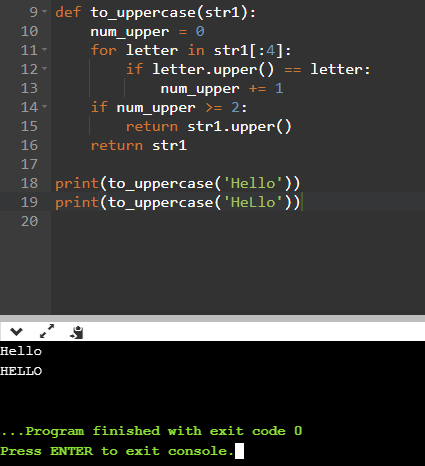 9 def to_uppercase(str1):
10     num_upper = 0
11     for letter in str1[:4]:
12         if letter.upper() == letter:
13             num_upper += 1
14     if num_upper >= 2:
15         return str1.upper()
16     return str1
17
18 print(to_uppercase('Hello'))
19 print(to_uppercase('HeLlo'))
20
Hello
HELLO
...Program finished with exit code 0
Press ENTER to exit console.